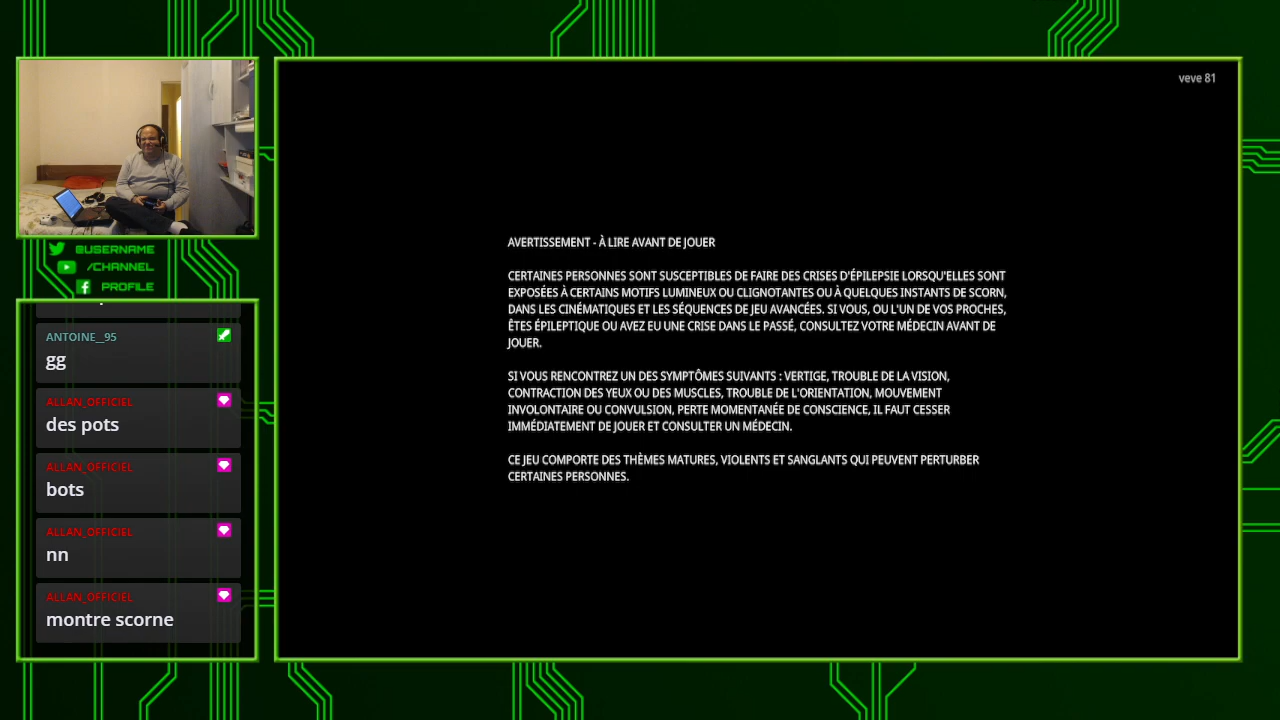 veve 81
@USERNAME
/CHANNEL
PROFILE
ANTOINE__95
gg
ALLAN_OFFICIEL
des pots
ALLAN_OFFICIEL
bots
ALLAN_OFFICIEL
nn
ALLAN_OFFICIEL
montre scorne
AVERTISSEMENT - À LIRE AVANT DE JOUER
CERTAINES PERSONNES SONT SUSCEPTIBLES DE FAIRE DES CRISES D'ÉPILEPSIE LORSQU'ELLES SONT
EXPOSÉES À CERTAINS MOTIFS LUMINEUX OU CLIGNOTANTES OU À QUELQUES INSTANTS DE SCORN,
DANS LES CINÉMATIQUES ET LES SÉQUENCES DE JEU AVANCÉES. SI VOUS, OU L'UN DE VOS PROCHES,
ÊTES ÉPILEPTIQUE OU AVEZ EU UNE CRISE DANS LE PASSÉ, CONSULTEZ VOTRE MÉDECIN AVANT DE
JOUER.
SI VOUS RENCONTREZ UN DES SYMPTÔMES SUIVANTS : VERTIGE, TROUBLE DE LA VISION,
CONTRACTION DES YEUX OU DES MUSCLES, TROUBLE DE L'ORIENTATION, MOUVEMENT
INVOLONTAIRE OU CONVULSION, PERTE MOMENTANÉE DE CONSCIENCE, IL FAUT CESSER
IMMÉDIATEMENT DE JOUER ET CONSULTER UN MÉDECIN.
CE JEU COMPORTE DES THÈMES MATURES, VIOLENTS ET SANGLANTS QUI PEUVENT PERTURBER
CERTAINES PERSONNES.